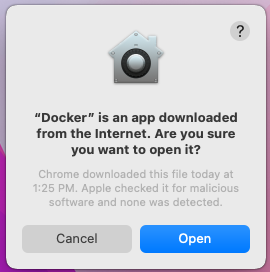 ?
“Docker” is an app downloaded
from the Internet. Are you sure
you want to open it?
Chrome downloaded this file today at
1:25 PM. Apple checked it for malicious
software and none was detected.
Cancel
Open